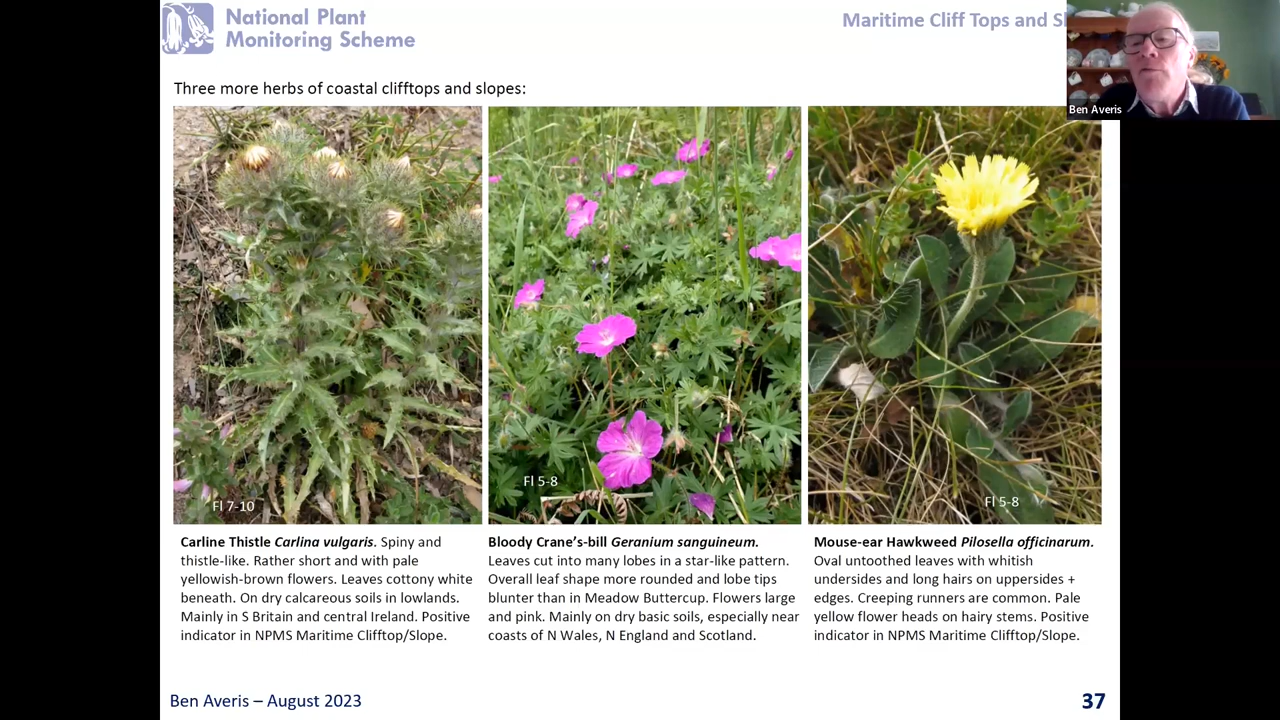 National Plant
Monitoring Scheme
Maritime Cliff Tops and
Ben Averis
Three more herbs of coastal clifftops and slopes:
Fl 7-10
Fl 5-8
Fl 5-8
Carline Thistle Carlina vulgaris. Spiny and
thistle-like. Rather short and with pale
yellowish-brown flowers. Leaves cottony white
beneath. On dry calcareous soils in lowlands.
Mainly in S Britain and central Ireland. Positive
indicator in NPMS Maritime Clifftop/Slope.
Bloody Crane’s-bill Geranium sanguineum.
Leaves cut into many lobes in a star-like pattern.
Overall leaf shape more rounded and lobe tips
blunter than in Meadow Buttercup. Flowers large
and pink. Mainly on dry basic soils, especially near
coasts of N Wales, N England and Scotland.
Mouse-ear Hawkweed Pilosella officinarum.
Oval untoothed leaves with whitish
undersides and long hairs on uppersides +
edges. Creeping runners are common. Pale
yellow flower heads on hairy stems. Positive
indicator in NPMS Maritime Clifftop/Slope.
Ben Averis – August 2023
37